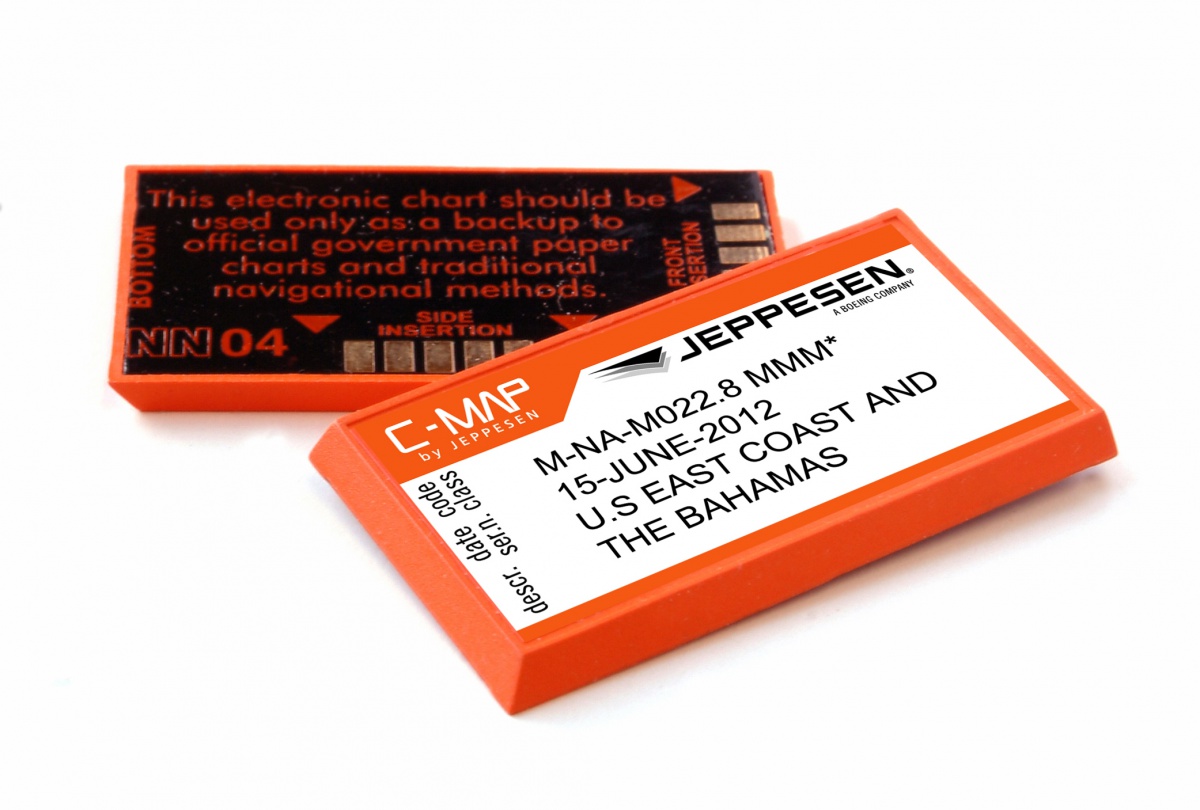 This electronic chart should be
used only as a backup to
official government paper
charts and traditional
navigational methods.
BOTTOM
FRONT
SIDE
INSERTION
NN 04
JEPPESEN®
A BOEING COMPANY
C-MAP
by JEPPESEN
M-NA-M022.8 MMM*
15-JUNE-2012
U.S EAST COAST AND
THE BAHAMAS
descr. date code
ser.n. class